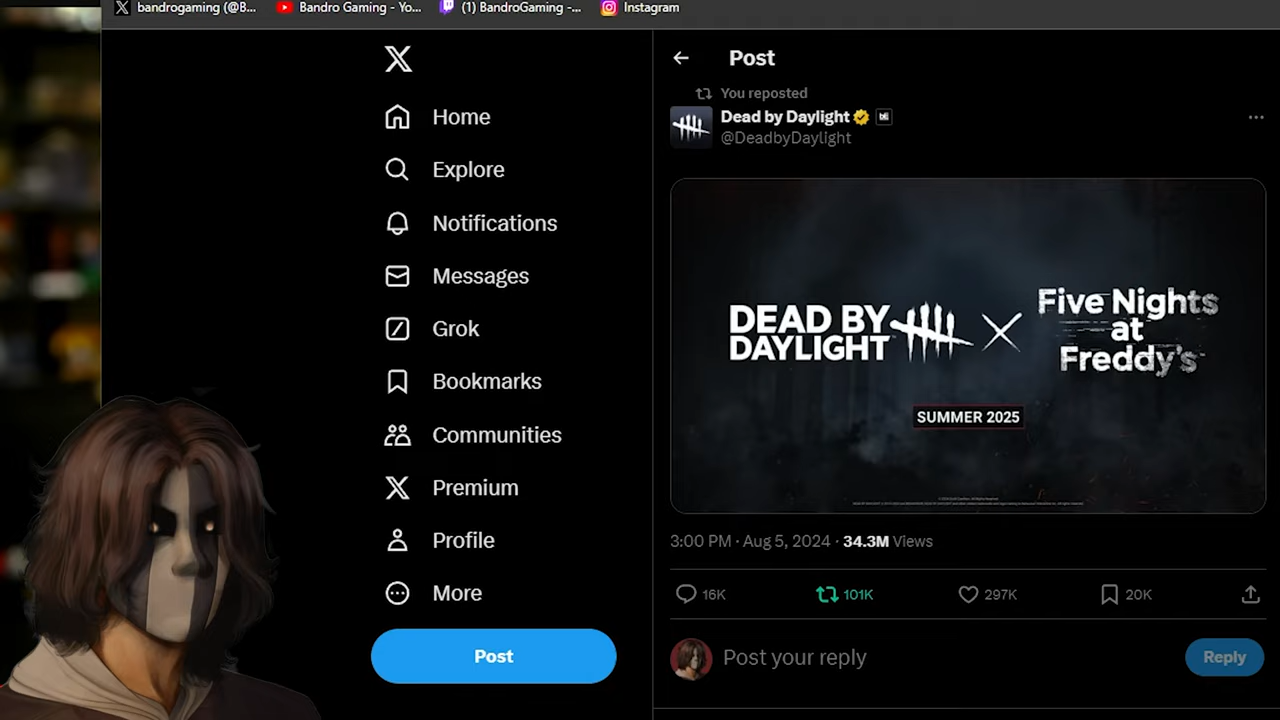 bandrogaming (@B...
Bandro Gaming - Yo...
(1) BandroGaming -...
Instagram
Home
Explore
Notifications
Messages
Grok
Bookmarks
Communities
Premium
Profile
More
Post
Post
You reposted
Dead by Daylight
@DeadbyDaylight
DEAD BY
DAYLIGHT
Five Nights
at
Freddy's
SUMMER 2025
3:00 PM · Aug 5, 2024 · 34.3M Views
16K
101K
297K
20K
Post your reply
Reply